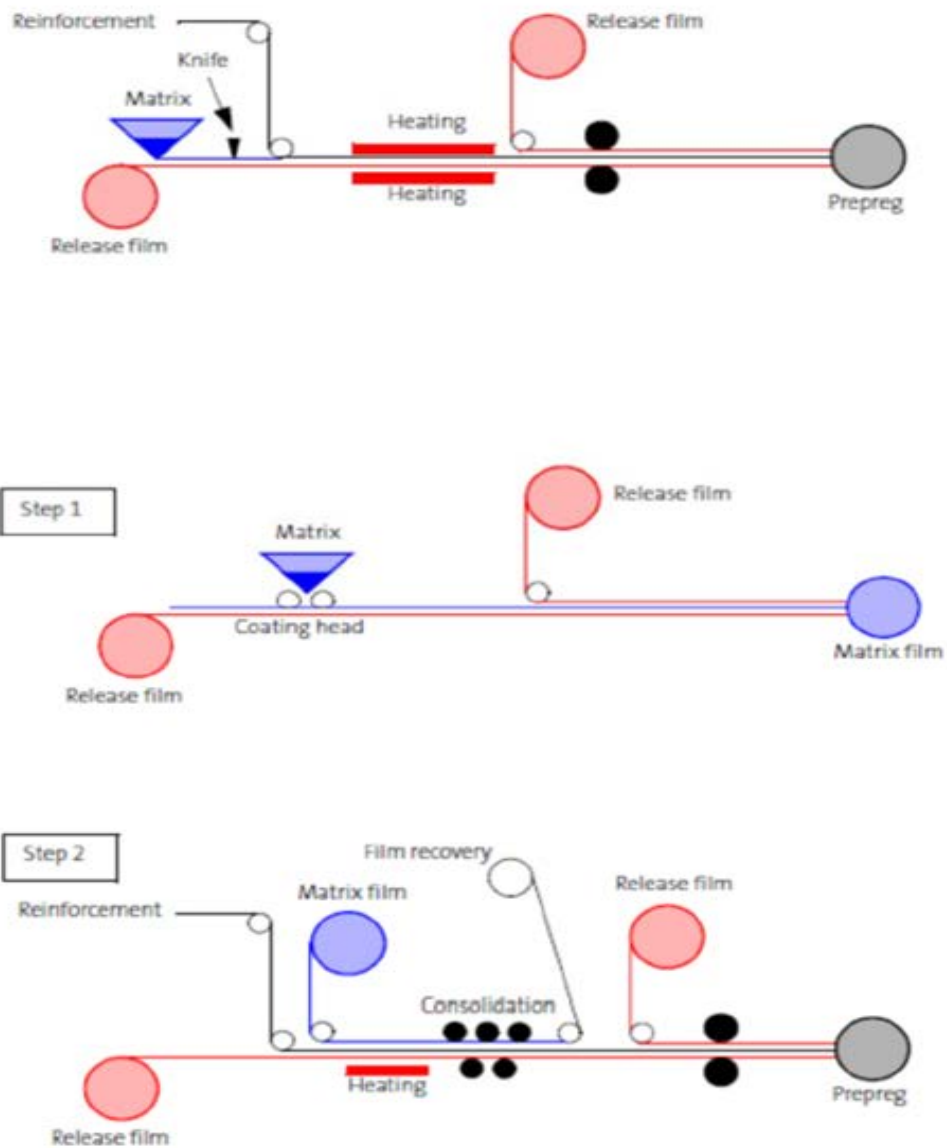 Reinforcement
Release film
Knife
Matrix
Heating
Heating
Prepreg
Release film
Step 1
Release film
Matrix
Coating head
Matrix film
Release film
Step 2
Film recovery
Matrix film
Release film
Reinforcement
Consolidation
Heating
Prepreg
Release film